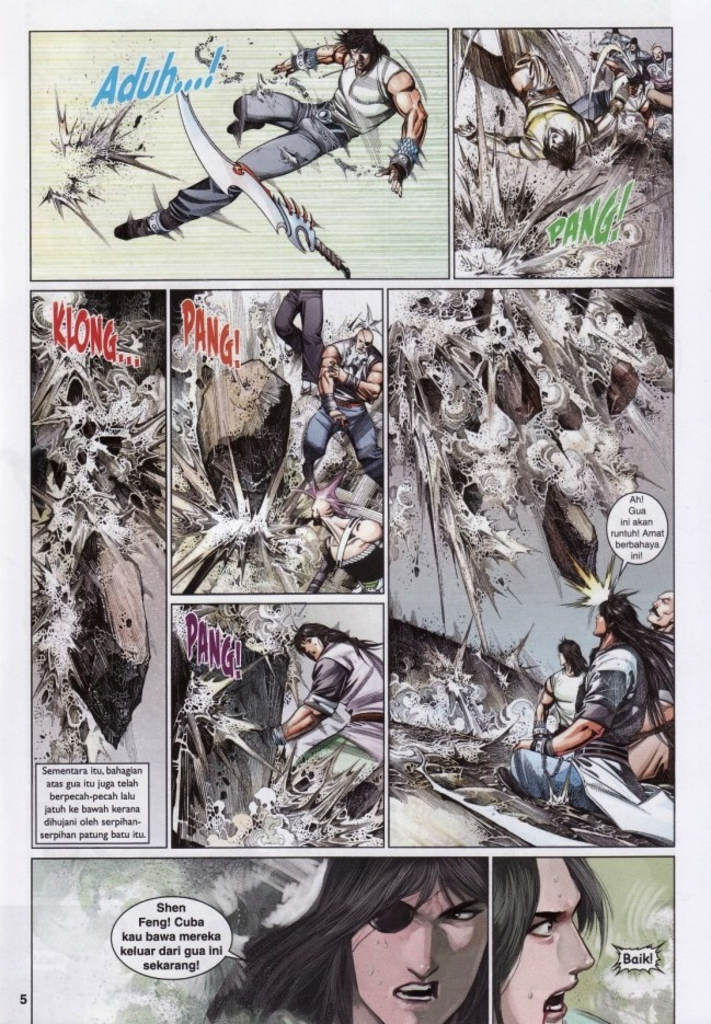 Aduh....!
PANG!
KLONG....
PANG!
Sementara itu, bahagian
atas gua itu juga telah
berpecah-pecah lalu
jatuh ke bawah kerana
dihujani oleh serpihan-
serpihan patung batu itu.
PANG!
Ah!
Gua
ini akan
runtuh! Amat
berbahaya
ini!
Shen
Feng! Cuba
kau bawa mereka
keluar dari gua ini
sekarang!
Baik!
5